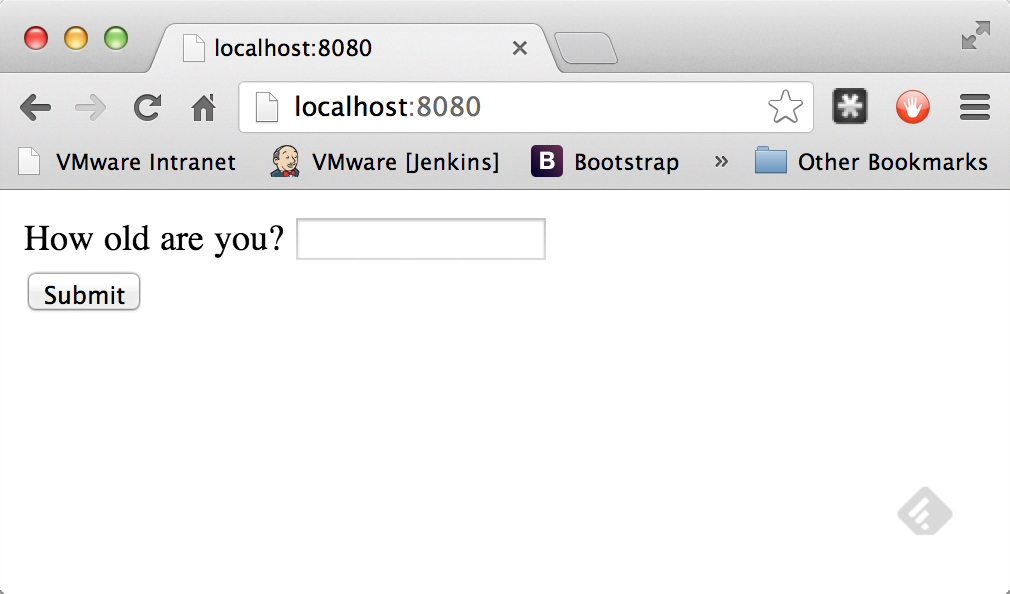 localhost:8080
localhost:8080
VMware Intranet VMware [Jenkins] B Bootstrap » Other Bookmarks
How old are you?
Submit